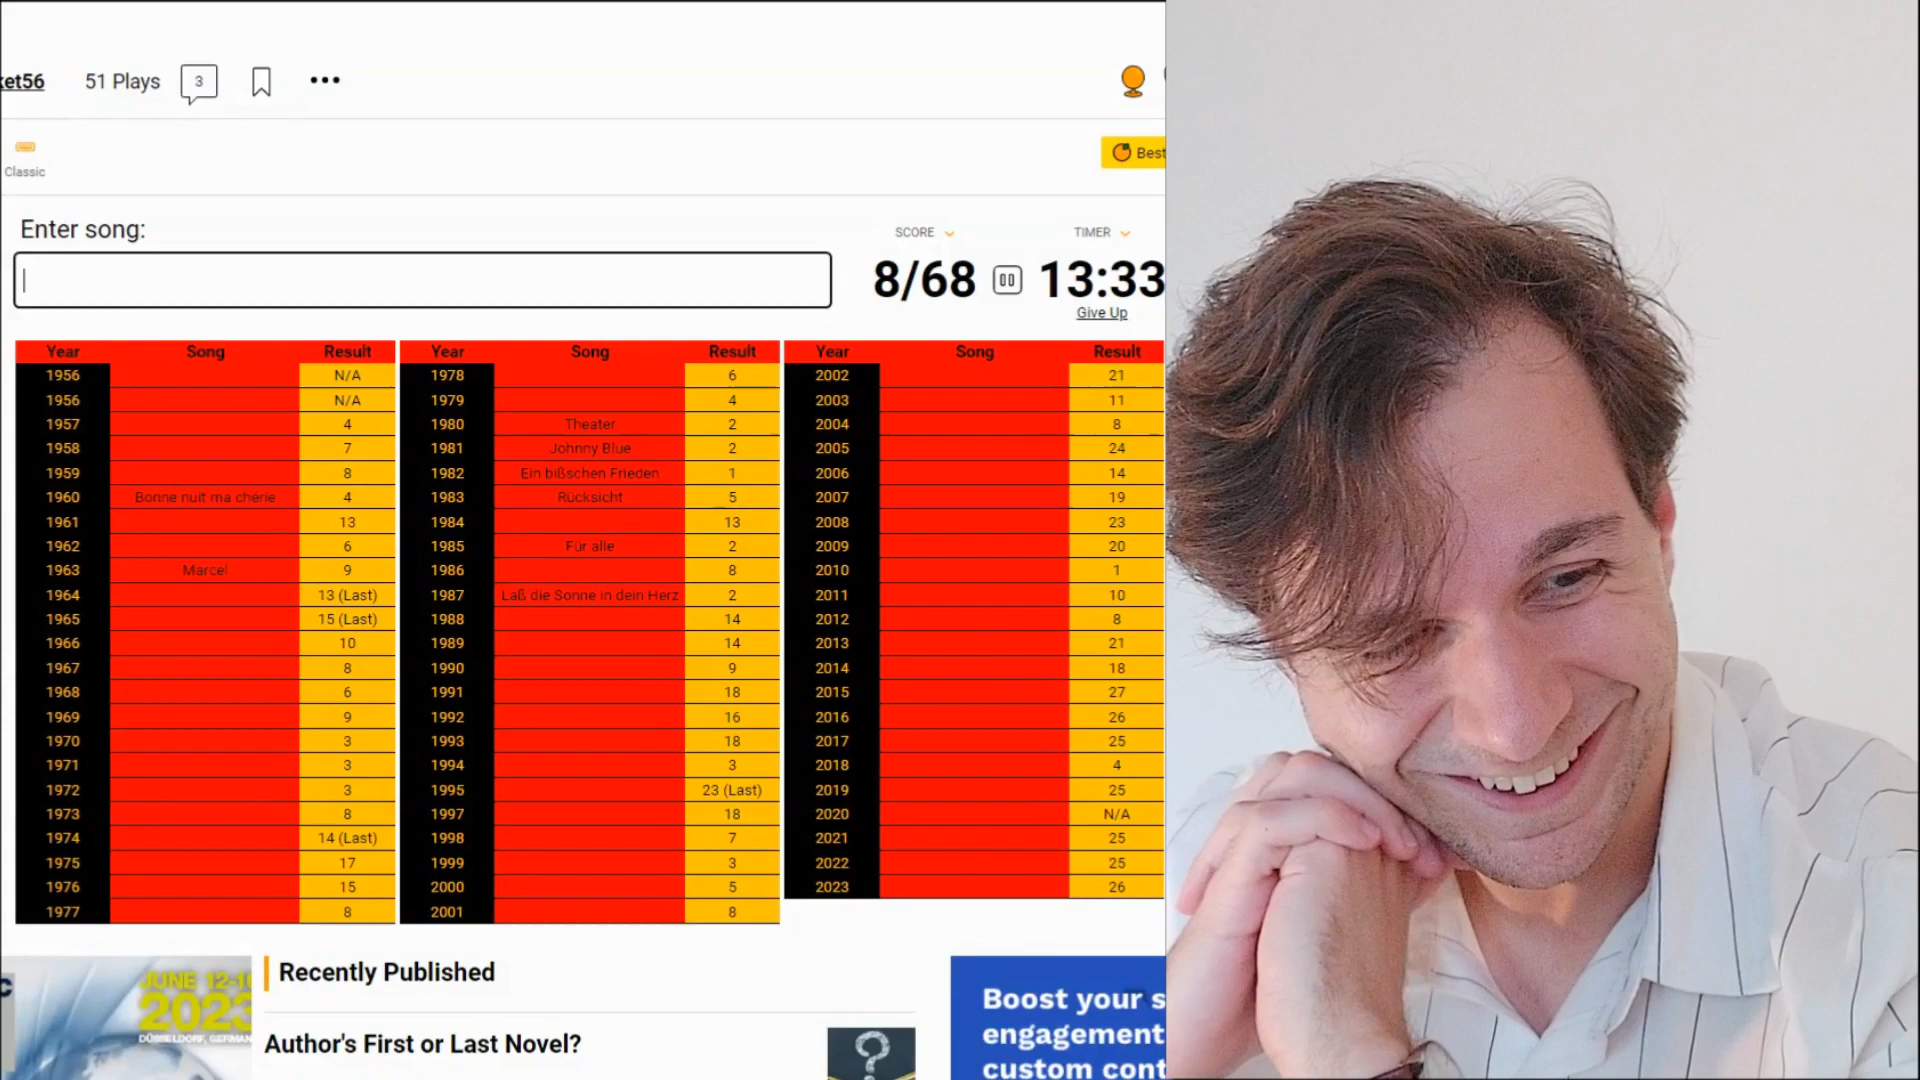 ket56 51 Plays 3
Classic
Best
Enter song:
SCORE TIMER
8/68 13:33
Give Up
Year Song Result Year Song Result Year Song Result
1956 N/A 1978 6 2002 21
1956 N/A 1979 4 2003 11
1957 4 1980 Theater 2 2004 8
1958 7 1981 Johnny Blue 2 2005 24
1959 8 1982 Ein bißschen Frieden 1 2006 14
1960 Bonne nuit ma chérie 4 1983 Rücksicht 5 2007 19
1961 13 1984 13 2008 23
1962 6 1985 Für alle 2 2009 20
1963 Marcel 9 1986 8 2010 1
1964 13 (Last) 1987 Laß die Sonne in dein Herz 2 2011 10
1965 15 (Last) 1988 14 2012 8
1966 10 1989 14 2013 21
1967 8 1990 9 2014 18
1968 6 1991 18 2015 27
1969 9 1992 16 2016 26
1970 3 1993 18 2017 25
1971 3 1994 3 2018 4
1972 3 1995 23 (Last) 2019 25
1973 8 1997 18 2020 N/A
1974 14 (Last) 1998 7 2021 25
1975 17 1999 3 2022 25
1976 15 2000 5 2023 26
1977 8 2001 8
C
JUNE 12-1
2023
DÜSSELDORF, GERMAN
Recently Published
Author's First or Last Novel?
Boost your s
engagement
custom cont